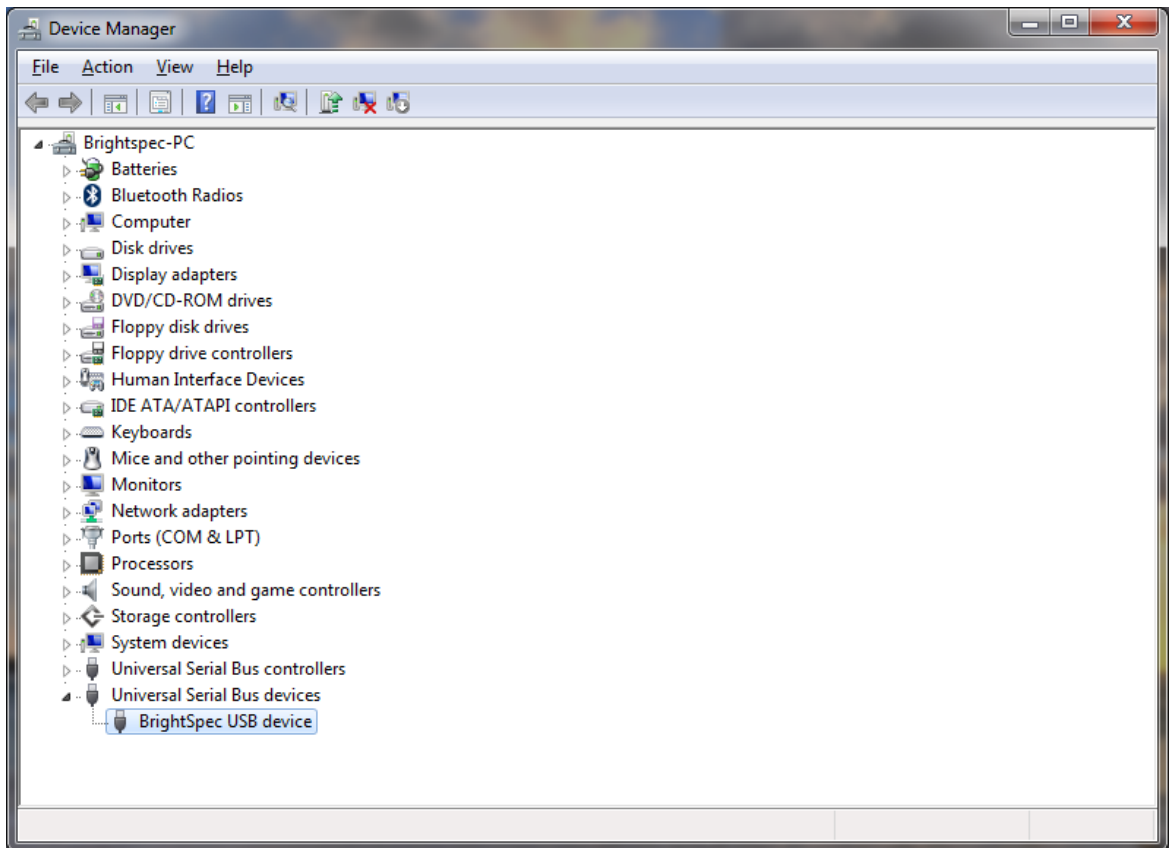 Device Manager
File Action View Help
Brightspec-PC
Batteries
Bluetooth Radios
Computer
Disk drives
Display adapters
DVD/CD-ROM drives
Floppy disk drives
Floppy drive controllers
Human Interface Devices
IDE ATA/ATAPI controllers
Keyboards
Mice and other pointing devices
Monitors
Network adapters
Ports (COM & LPT)
Processors
Sound, video and game controllers
Storage controllers
System devices
Universal Serial Bus controllers
Universal Serial Bus devices
BrightSpec USB device